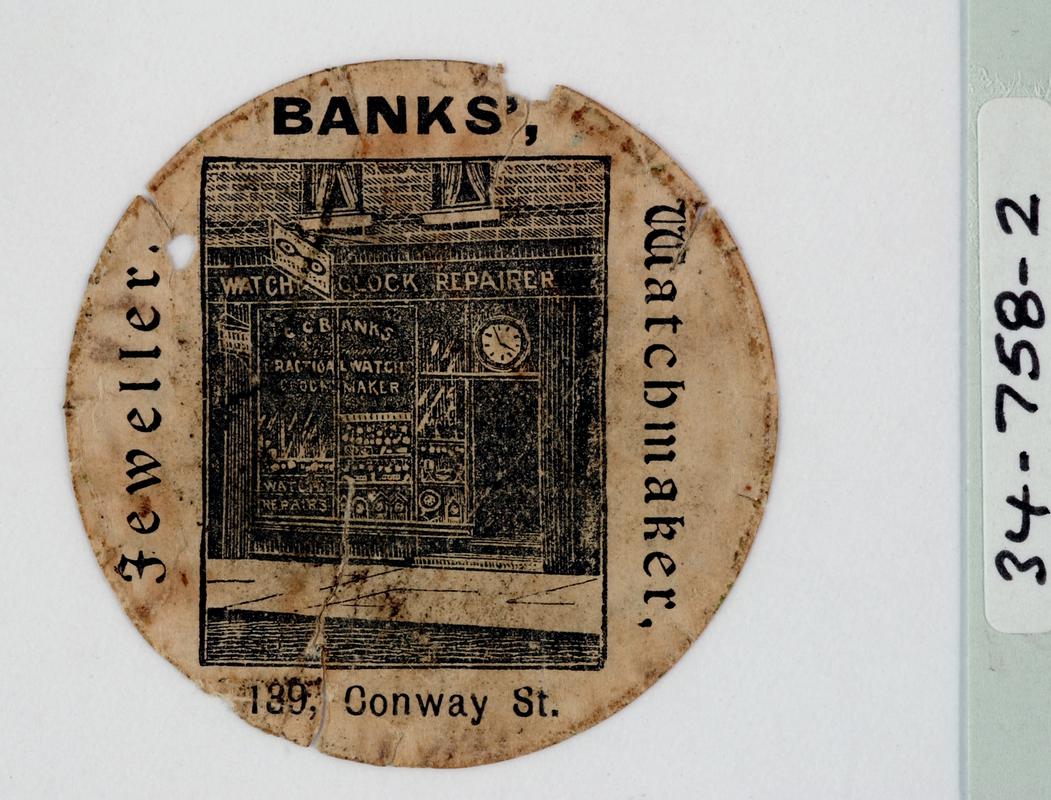 BANKS',
Watchmaker,
139, Conway St.
Jeweller.
WATCH CLOCK REPAIRER
C BANKS
PRACTICAL WATCH
CLOCK MAKER
WATCH
REPAIRS
34-758-2